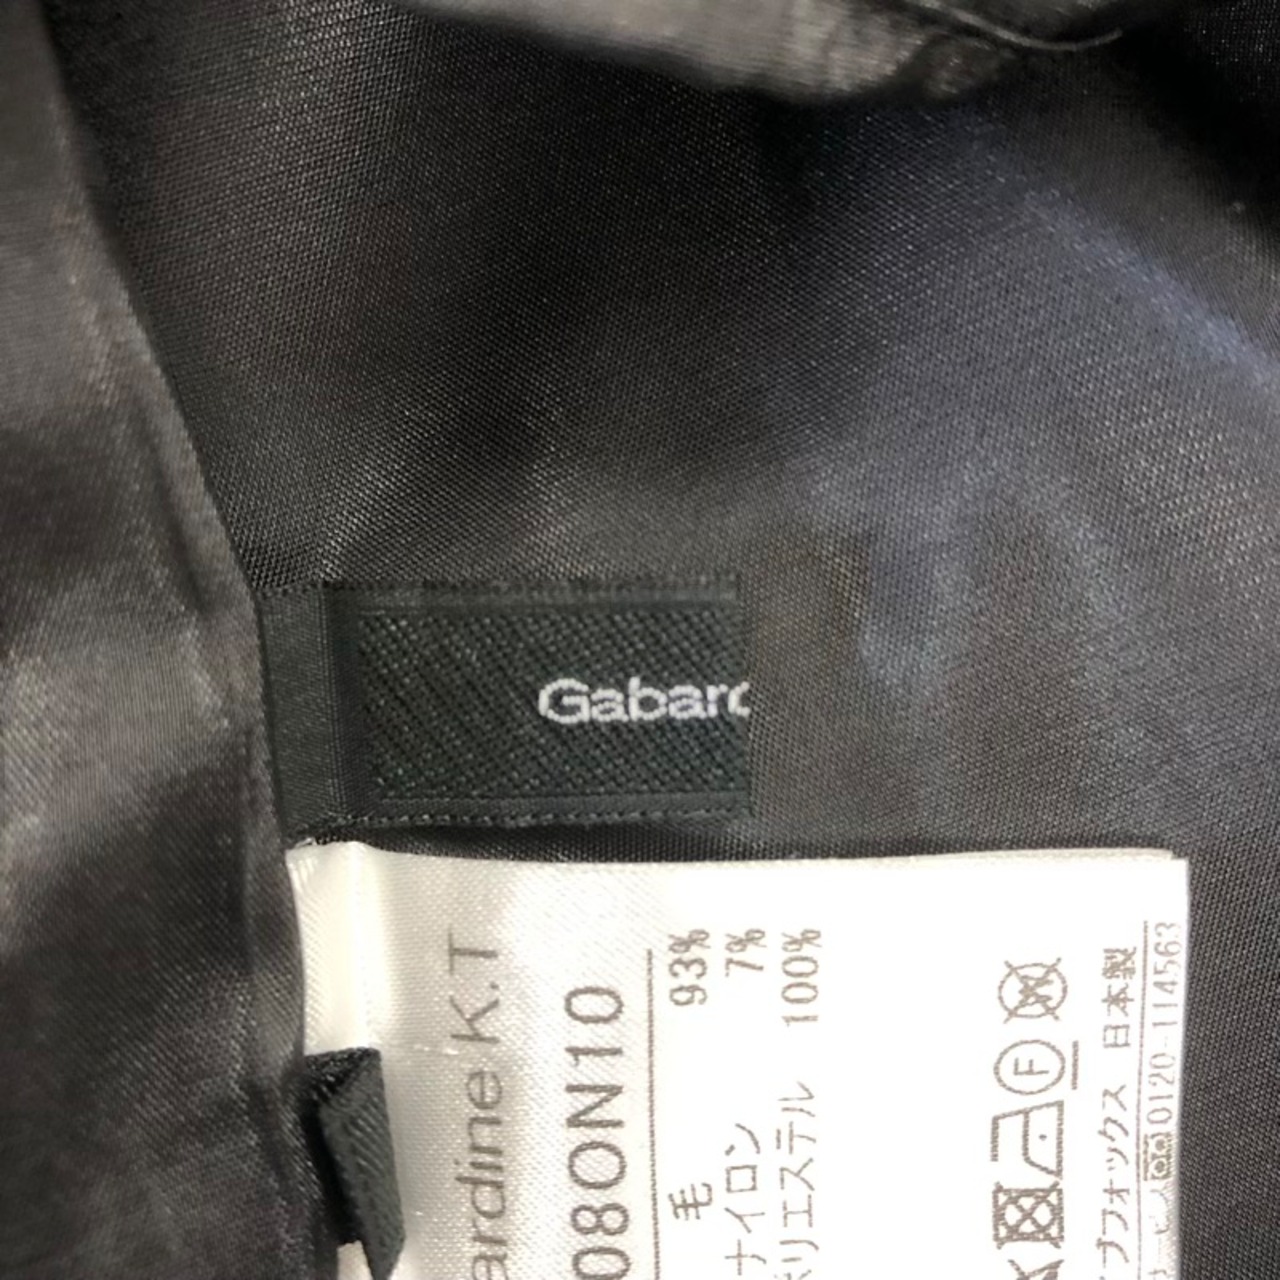 Gabard
ardine K.T
080N10
毛 93%
ナイロン 7%
ポリエステル 100%
F
ブフォックス 日本製
0120-114563